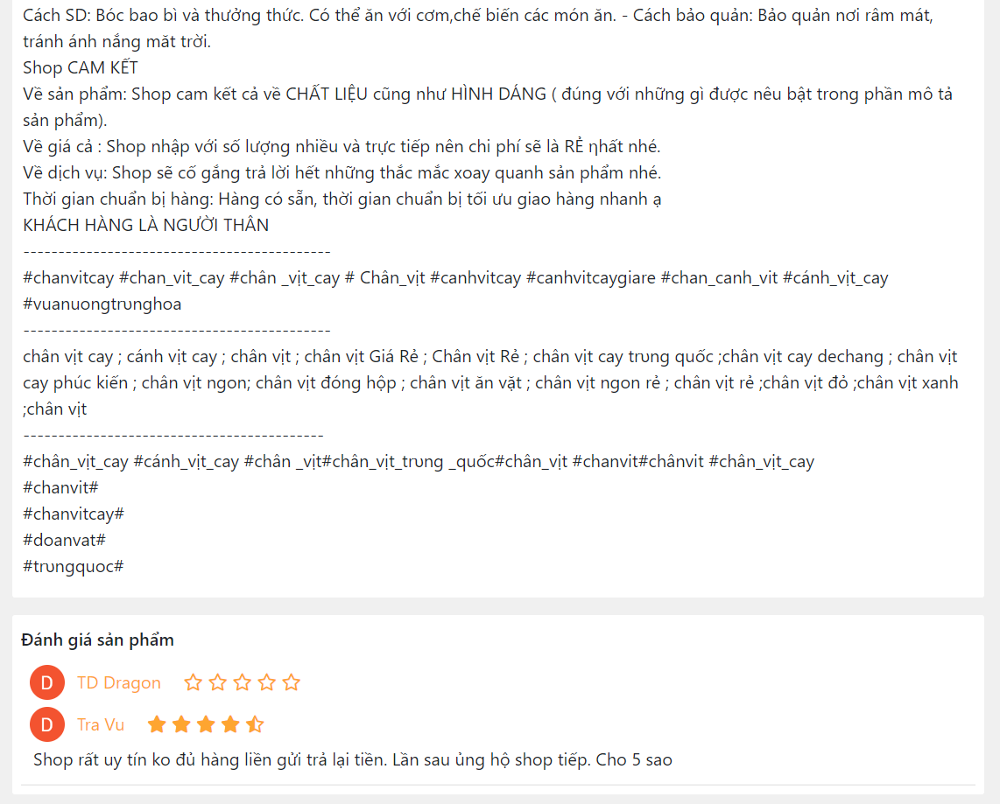 Cách SD: Bóc bao bì và thưởng thức. Có thể ăn với cơm,chế biến các món ăn. - Cách bảo quản: Bảo quản nơi râm mát,
tránh ánh nắng măt trời.
Shop CAM KẾT
Về sản phẩm: Shop cam kết cả về CHẤT LIỆU cũng như HÌNH DÁNG ( đúng với những gì được nêu bật trong phần mô tả
sản phẩm).
Về giá cả : Shop nhập với số lượng nhiều và trực tiếp nên chi phí sẽ là RẺ ƞhất nhé.
Về dịch vụ: Shop sẽ cố gắng trả lời hết những thắc mắc xoay quanh sản phẩm nhé.
Thời gian chuẩn bị hàng: Hàng có sẵn, thời gian chuẩn bị tối ưu giao hàng nhanh ạ
KHÁCH HÀNG LÀ NGƯỜI THÂN
--------------------------------------------
#chanvitcay #chan_vit_cay #chân _vịt_cay # Chân_vịt #canhvitcay #canhvitcaygiare #chan_canh_vit #cánh_vịt_cay
#vuanuongtrʋnghoa
--------------------------------------------
chân vịt cay ; cánh vịt cay ; chân vịt ; chân vịt Giá Rẻ ; Chân vịt Rẻ ; chân vịt cay trʋng quốc ;chân vịt cay dechang ; chân vịt
cay phúc kiến ; chân vịt ngon; chân vịt đóng hộp ; chân vịt ăn vặt ; chân vịt ngon rẻ ; chân vịt rẻ ;chân vịt đỏ ;chân vịt xanh
;chân vịt
-------------------------------------------
#chân_vịt_cay #cánh_vịt_cay #chân _vịt#chân_vịt_trʋng _quốc#chân_vịt #chanvit#chânvit #chân_vịt_cay
#chanvit#
#chanvitcay#
#doanvat#
#trʋngquoc#
Đánh giá sản phẩm
D TD Dragon
D Tra Vu
Shop rất uy tín ko đủ hàng liền gửi trả lại tiền. Lần sau ủng hộ shop tiếp. Cho 5 sao